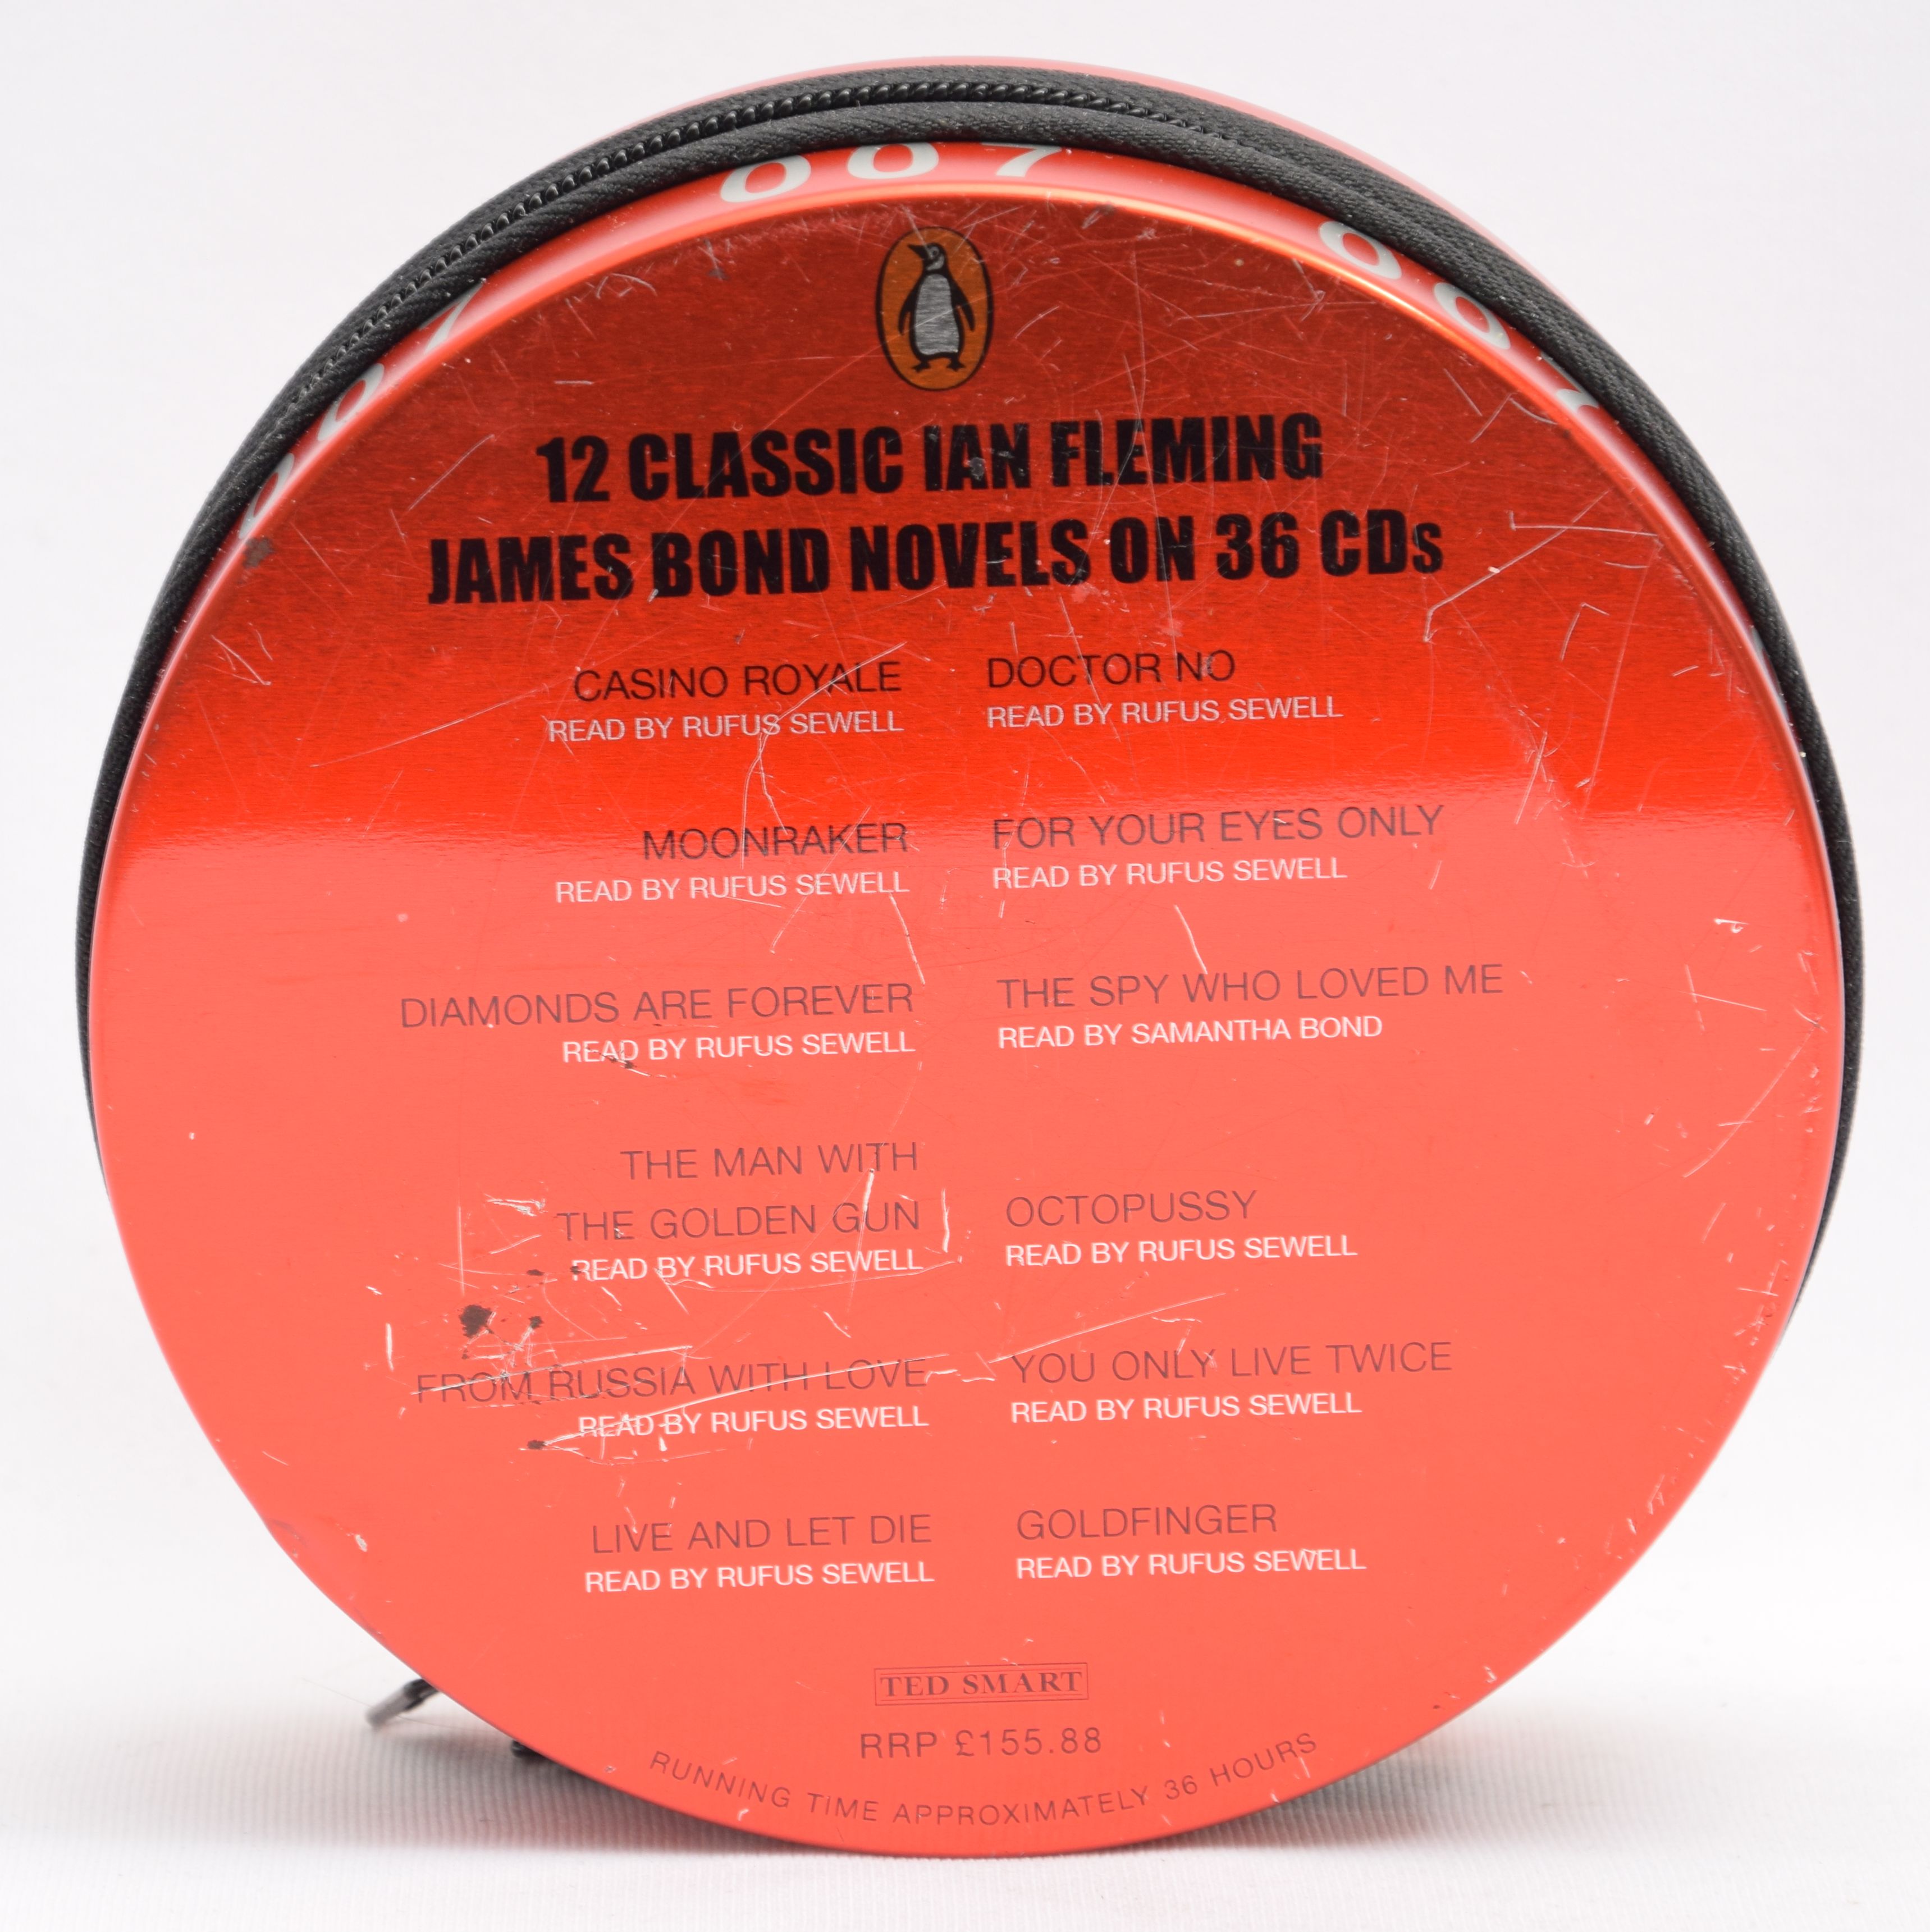 007
007
007
12 CLASSIC IAN FLEMING
JAMES BOND NOVELS ON 36 CDs
CASINO ROYALE
READ BY RUFUS SEWELL
DOCTOR NO
READ BY RUFUS SEWELL
MOONRAKER
READ BY RUFUS SEWELL
FOR YOUR EYES ONLY
READ BY RUFUS SEWELL
DIAMONDS ARE FOREVER
READ BY RUFUS SEWELL
THE SPY WHO LOVED ME
READ BY SAMANTHA BOND
THE MAN WITH
THE GOLDEN GUN
READ BY RUFUS SEWELL
OCTOPUSSY
READ BY RUFUS SEWELL
FROM RUSSIA WITH LOVE
READ BY RUFUS SEWELL
YOU ONLY LIVE TWICE
READ BY RUFUS SEWELL
LIVE AND LET DIE
READ BY RUFUS SEWELL
GOLDFINGER
READ BY RUFUS SEWELL
TED SMART
RRP £155.88
RUNNING TIME APPROXIMATELY 36 HOURS